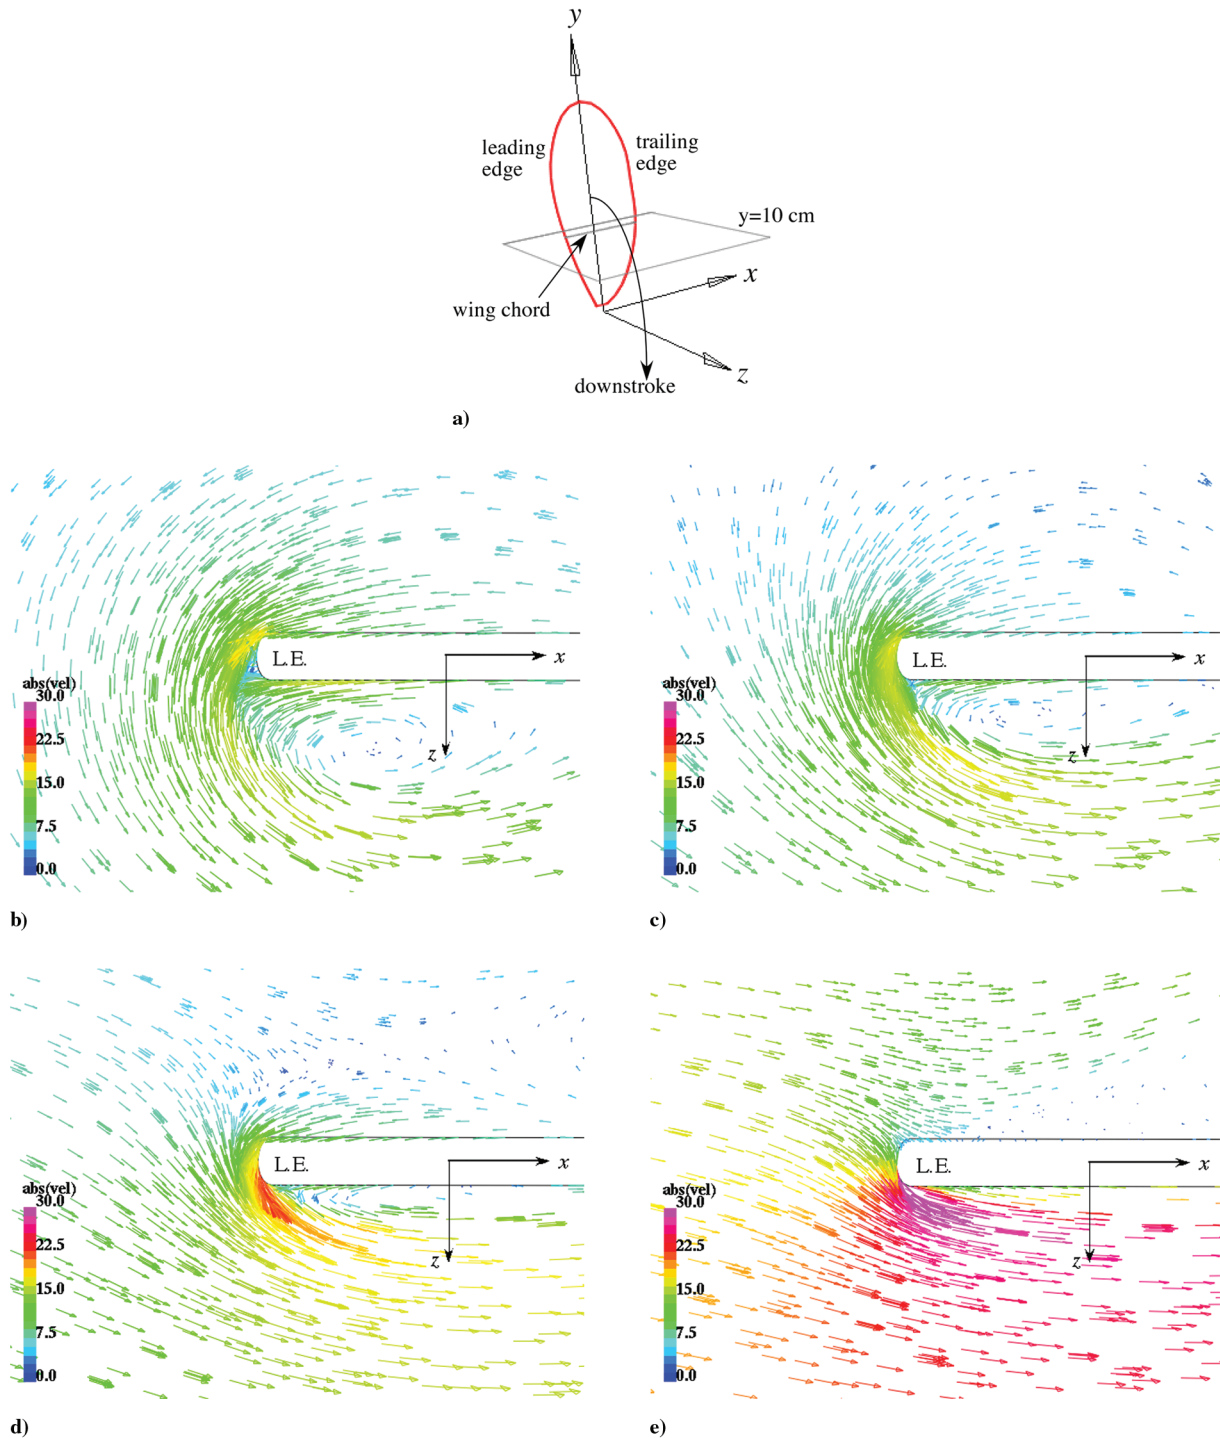 y
leading
edge
trailing
edge
y=10 cm
wing chord
x
z
downstroke
a)
L.E.
x
z
abs(vel)
30.0
22.5
15.0
7.5
0.0
b)
L.E.
x
z
abs(vel)
30.0
22.5
15.0
7.5
0.0
c)
L.E.
x
z
abs(vel)
30.0
22.5
15.0
7.5
0.0
d)
L.E.
x
z
abs(vel)
30.0
22.5
15.0
7.5
0.0
e)